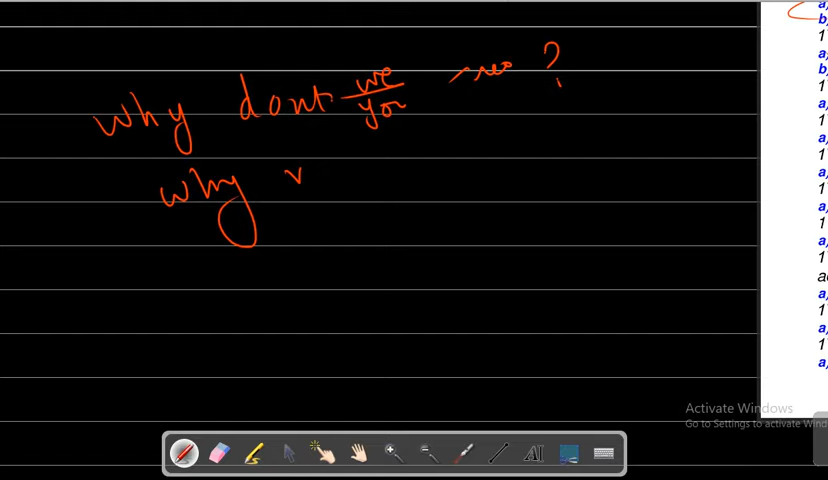 why dont we/you ?
why
Activate Windows
Go to Settings to activate Wind